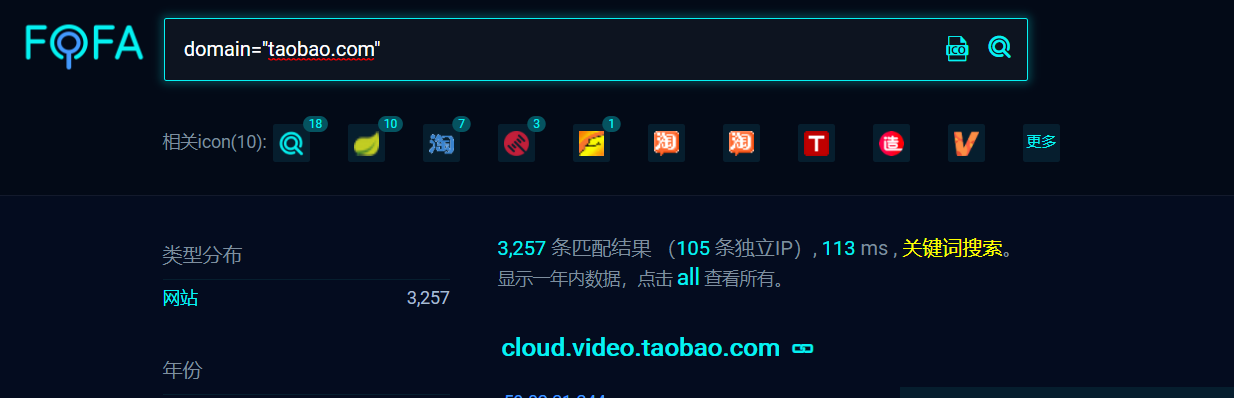 FOFA
domain="taobao.com"
ICO
相关icon(10): 18 10 7 3 1 淘 淘 淘 T 造 更多
类型分布
网站 3,257
年份
3,257 条匹配结果 （105 条独立IP）, 113 ms , 关键词搜索。
显示一年内数据，点击 all 查看所有。
cloud.video.taobao.com